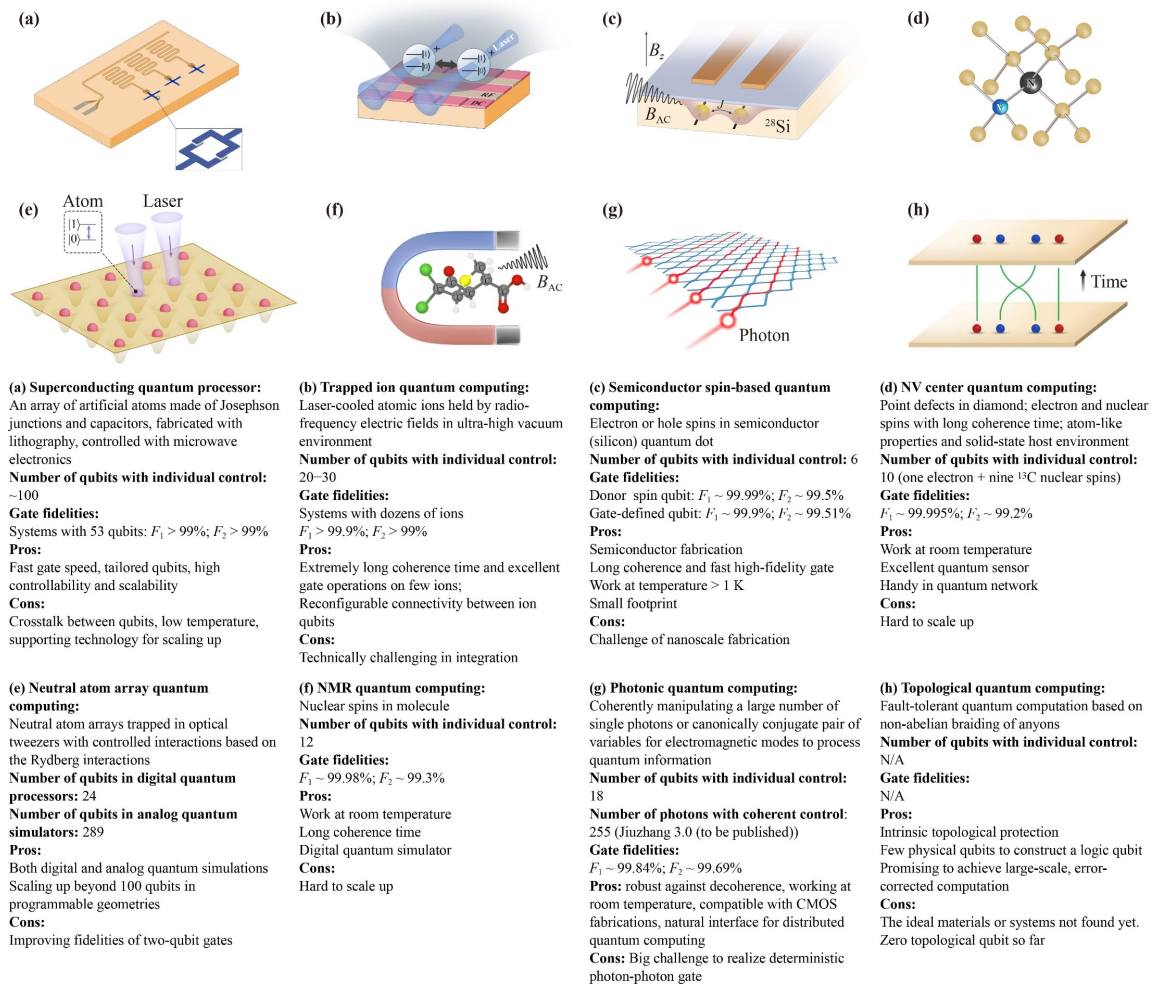 (a)
(b)
Laser
|1⟩
|0⟩
|1⟩
|0⟩
+
+
RF
DC
(c)
B_z
B_AC
J
²⁸Si
(d)
N
V
(e)
Atom
Laser
|1⟩
|0⟩
(f)
B_AC
(g)
Photon
(h)
Time
(a) Superconducting quantum processor:
An array of artificial atoms made of Josephson
junctions and capacitors, fabricated with
lithography, controlled with microwave
electronics
Number of qubits with individual control:
~100
Gate fidelities:
Systems with 53 qubits: F₁ > 99%; F₂ > 99%
Pros:
Fast gate speed, tailored qubits, high
controllability and scalability
Cons:
Crosstalk between qubits, low temperature,
supporting technology for scaling up
(b) Trapped ion quantum computing:
Laser-cooled atomic ions held by radio-
frequency electric fields in ultra-high vacuum
environment
Number of qubits with individual control:
20−30
Gate fidelities:
Systems with dozens of ions
F₁ > 99.9%; F₂ > 99%
Pros:
Extremely long coherence time and excellent
gate operations on few ions;
Reconfigurable connectivity between ion
qubits
Cons:
Technically challenging in integration
(c) Semiconductor spin-based quantum
computing:
Electron or hole spins in semiconductor
(silicon) quantum dot
Number of qubits with individual control: 6
Gate fidelities:
Donor spin qubit: F₁ ~ 99.99%; F₂ ~ 99.5%
Gate-defined qubit: F₁ ~ 99.9%; F₂ ~ 99.51%
Pros:
Semiconductor fabrication
Long coherence and fast high-fidelity gate
Work at temperature > 1 K
Small footprint
Cons:
Challenge of nanoscale fabrication
(d) NV center quantum computing:
Point defects in diamond; electron and nuclear
spins with long coherence time; atom-like
properties and solid-state host environment
Number of qubits with individual control:
10 (one electron + nine ¹³C nuclear spins)
Gate fidelities:
F₁ ~ 99.995%; F₂ ~ 99.2%
Pros:
Work at room temperature
Excellent quantum sensor
Handy in quantum network
Cons:
Hard to scale up
(e) Neutral atom array quantum
computing:
Neutral atom arrays trapped in optical
tweezers with controlled interactions based on
the Rydberg interactions
Number of qubits in digital quantum
processors: 24
Number of qubits in analog quantum
simulators: 289
Pros:
Both digital and analog quantum simulations
Scaling up beyond 100 qubits in
programmable geometries
Cons:
Improving fidelities of two-qubit gates
(f) NMR quantum computing:
Nuclear spins in molecule
Number of qubits with individual control:
12
Gate fidelities:
F₁ ~ 99.98%; F₂ ~ 99.3%
Pros:
Work at room temperature
Long coherence time
Digital quantum simulator
Cons:
Hard to scale up
(g) Photonic quantum computing:
Coherently manipulating a large number of
single photons or canonically conjugate pair of
variables for electromagnetic modes to process
quantum information
Number of qubits with individual control:
18
Number of photons with coherent control:
255 (Jiuzhang 3.0 (to be published))
Gate fidelities:
F₁ ~ 99.84%; F₂ ~ 99.69%
Pros: robust against decoherence, working at
room temperature, compatible with CMOS
fabrications, natural interface for distributed
quantum computing
Cons: Big challenge to realize deterministic
photon-photon gate
(h) Topological quantum computing:
Fault-tolerant quantum computation based on
non-abelian braiding of anyons
Number of qubits with individual control:
N/A
Gate fidelities:
N/A
Pros:
Intrinsic topological protection
Few physical qubits to construct a logic qubit
Promising to achieve large-scale, error-
corrected computation
Cons:
The ideal materials or systems not found yet.
Zero topological qubit so far